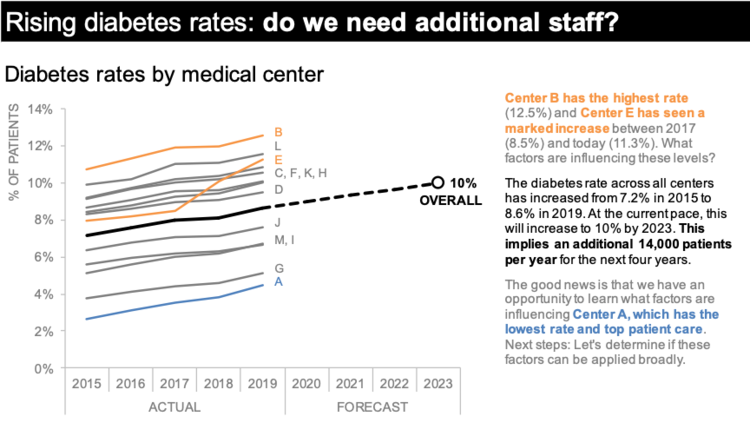 Rising diabetes rates: do we need additional staff?
Diabetes rates by medical center
% OF PATIENTS
14%
12%
10%
8%
6%
4%
2%
0%
B
L
E
C, F, K, H
D
J
M, I
G
A
10%
OVERALL
2015 2016 2017 2018 2019 2020 2021 2022 2023
ACTUAL FORECAST
Center B has the highest rate
(12.5%) and Center E has seen a
marked increase between 2017
(8.5%) and today (11.3%). What
factors are influencing these levels?
The diabetes rate across all centers
has increased from 7.2% in 2015 to
8.6% in 2019. At the current pace, this
will increase to 10% by 2023. This
implies an additional 14,000 patients
per year for the next four years.
The good news is that we have an
opportunity to learn what factors are
influencing Center A, which has the
lowest rate and top patient care.
Next steps: Let's determine if these
factors can be applied broadly.